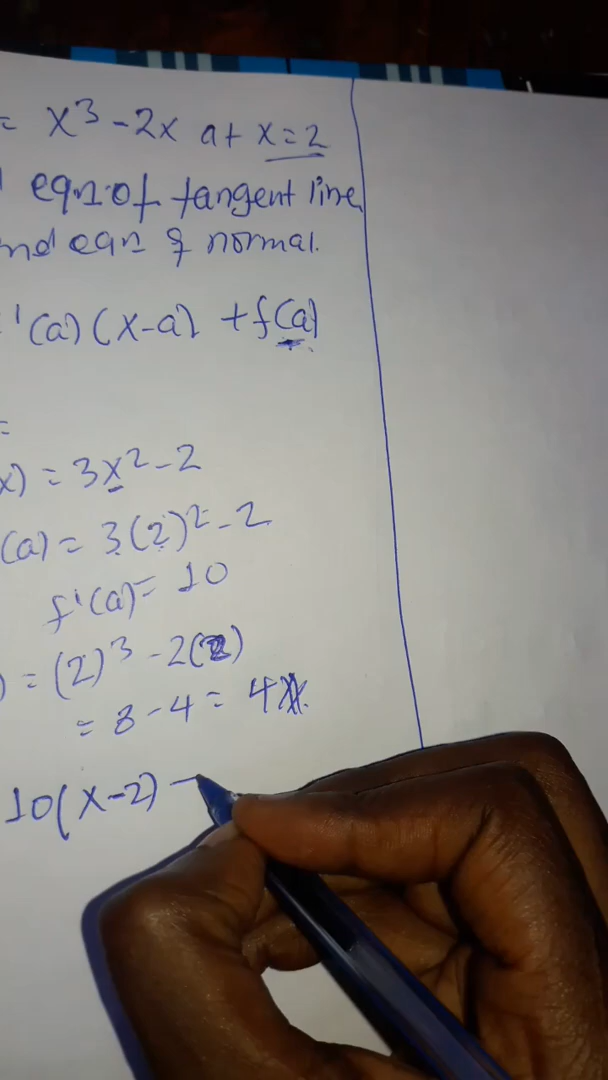 = x³ - 2x at x = 2
eqn of tangent line
nd eqn of normal.
'(a) (x-a) + f(a)
=
x) = 3x² - 2
(a) = 3(2)² - 2
f'(a) = 10
) = (2)³ - 2(2)
= 8 - 4 = 4
10(x-2) -